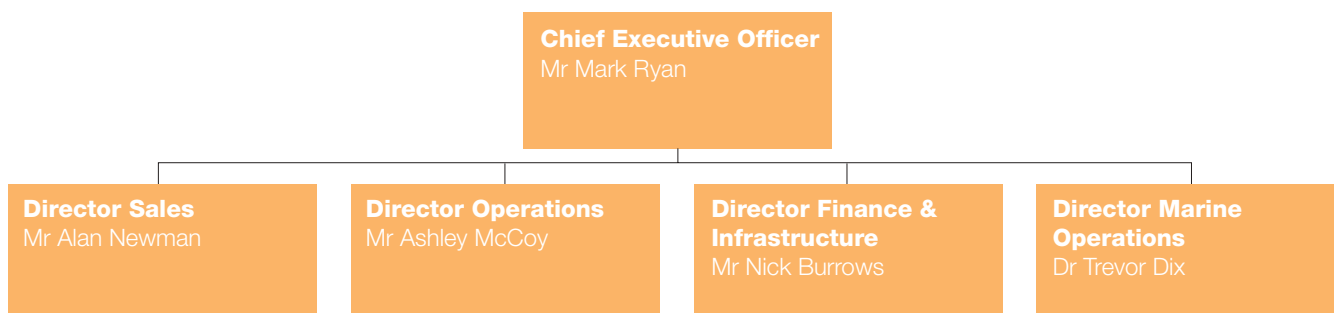 Chief Executive Officer
Mr Mark Ryan
Director Sales
Mr Alan Newman
Director Operations
Mr Ashley McCoy
Director Finance &
Infrastructure
Mr Nick Burrows
Director Marine
Operations
Dr Trevor Dix